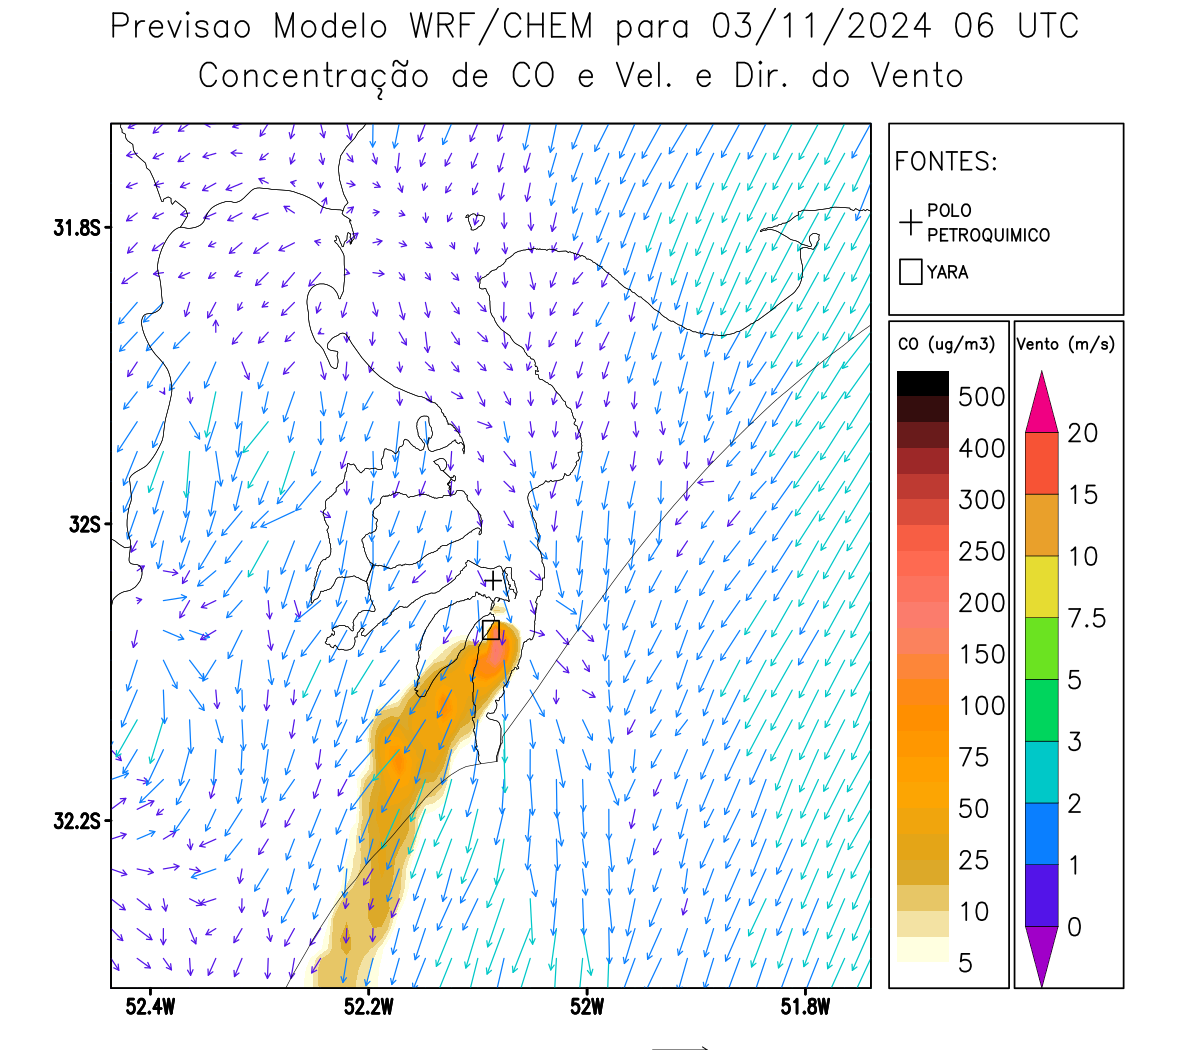 Previsao Modelo WRF/CHEM para 03/11/2024 06 UTC
Concentração de CO e Vel. e Dir. do Vento
FONTES:
POLO
PETROQUIMICO
YARA
CO (ug/m3)
500
400
300
250
200
150
100
75
50
25
10
5
Vento (m/s)
20
15
10
7.5
5
3
2
1
0
31.8S
32S
32.2S
52.4W
52.2W
52W
51.8W